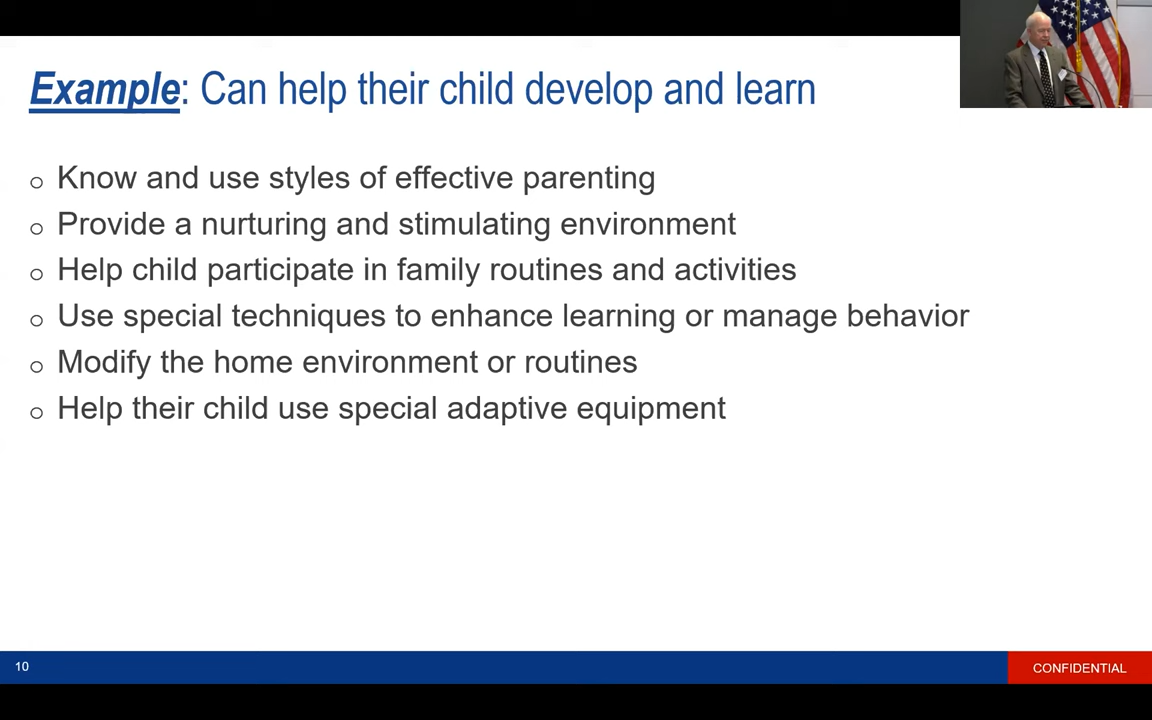 Example: Can help their child develop and learn
o Know and use styles of effective parenting
o Provide a nurturing and stimulating environment
o Help child participate in family routines and activities
o Use special techniques to enhance learning or manage behavior
o Modify the home environment or routines
o Help their child use special adaptive equipment
10
CONFIDENTIAL